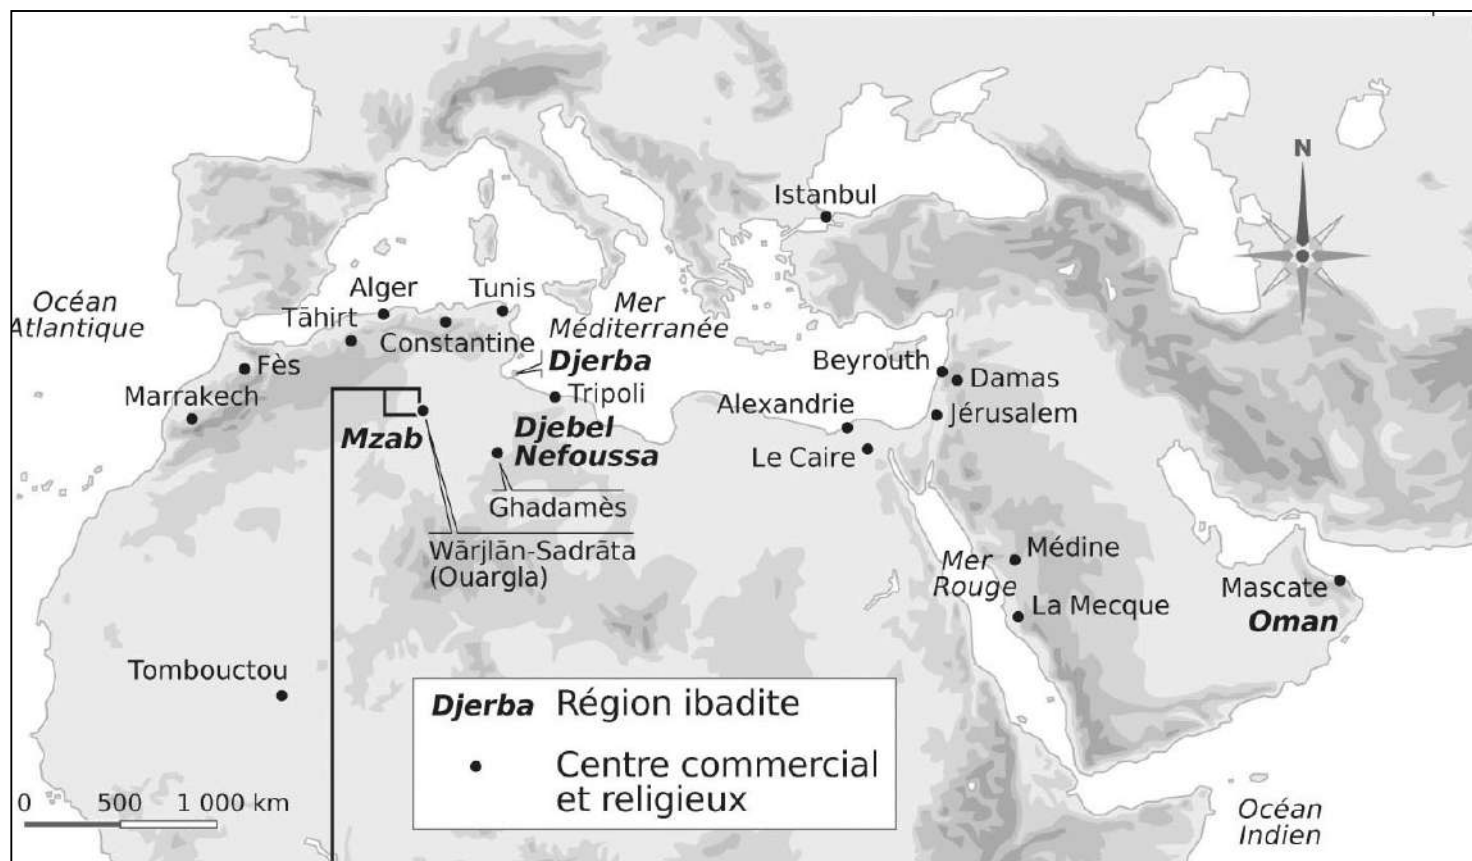 N
Istanbul
Océan
Atlantique
Alger
Tunis
Mer
Méditerranée
Tāhirt
Constantine
Djerba
Beyrouth
Fès
Damas
Marrakech
Tripoli
Alexandrie
Jérusalem
Mzab
Djebel
Nefoussa
Le Caire
Ghadamès
Wārjlān-Sadrāta
(Ouargla)
Médine
Mer
Rouge
Mascate
La Mecque
Oman
Tombouctou
Djerba Région ibadite
Centre commercial
et religieux
0 500 1 000 km
Océan
Indien